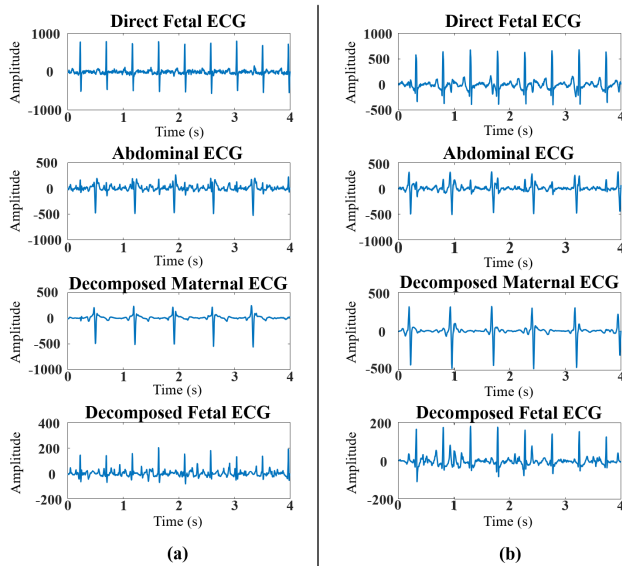 Direct Fetal ECG
1000
0
-1000
Amplitude
0 1 2 3 4
Time (s)
Abdominal ECG
500
0
-500
-1000
Amplitude
0 1 2 3 4
Time (s)
Decomposed Maternal ECG
500
0
-500
-1000
Amplitude
0 1 2 3 4
Time (s)
Decomposed Fetal ECG
400
200
0
-200
Amplitude
0 1 2 3 4
Time (s)
(a)
Direct Fetal ECG
1000
500
0
-500
Amplitude
0 1 2 3 4
Time (s)
Abdominal ECG
500
0
-500
-1000
Amplitude
0 1 2 3 4
Time (s)
Decomposed Maternal ECG
500
0
-500
Amplitude
0 1 2 3 4
Time (s)
Decomposed Fetal ECG
200
0
-200
Amplitude
0 1 2 3 4
Time (s)
(b)